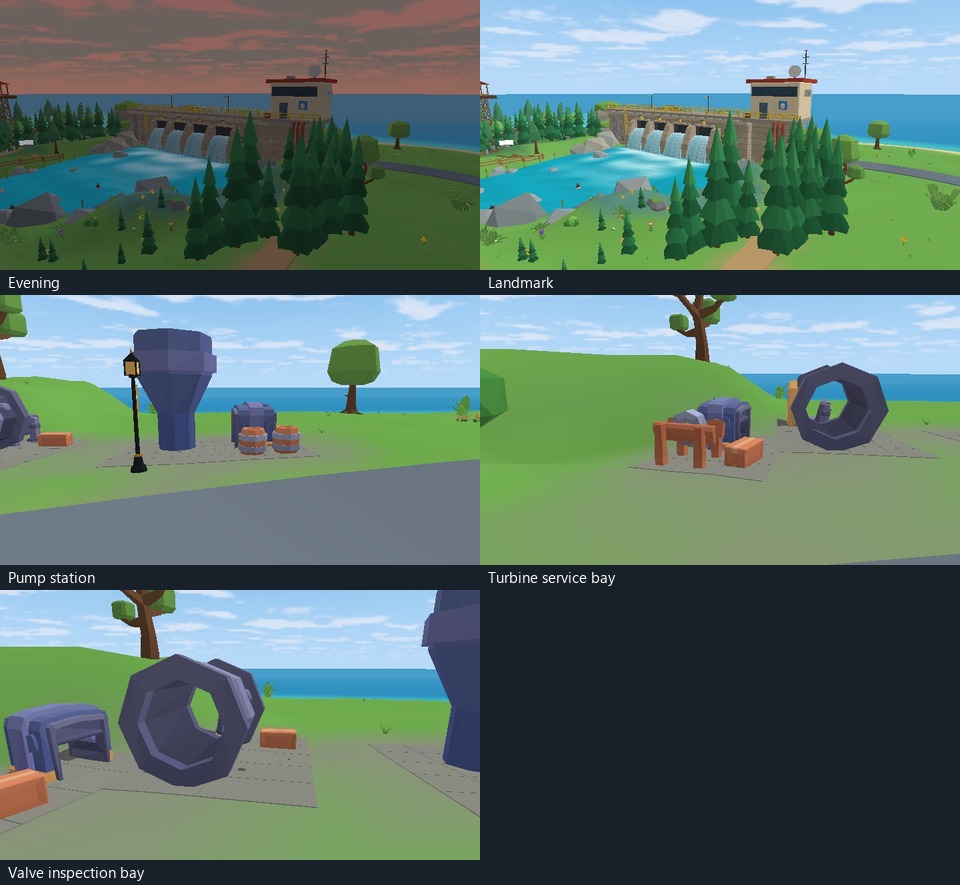 Evening
Landmark
Pump station
Turbine service bay
Valve inspection bay